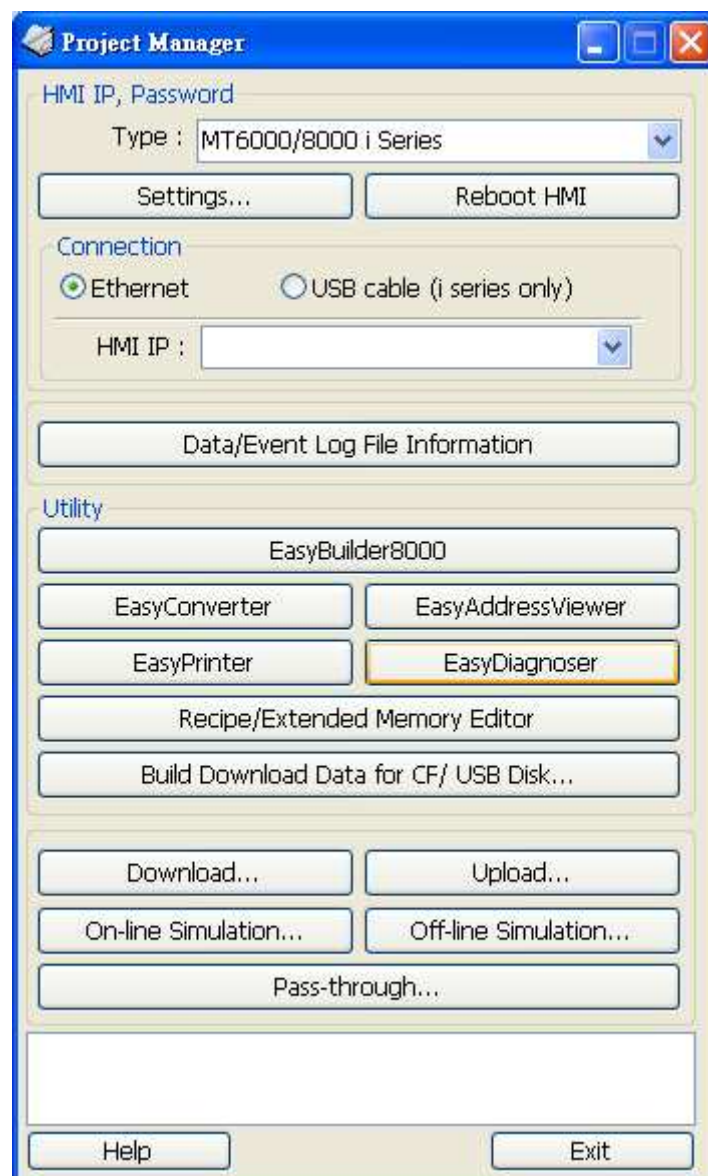 Project Manager
HMI IP, Password
Type : MT6000/8000 i Series
Settings... Reboot HMI
Connection
Ethernet USB cable (i series only)
HMI IP :
Data/Event Log File Information
Utility
EasyBuilder8000
EasyConverter EasyAddressViewer
EasyPrinter EasyDiagnoser
Recipe/Extended Memory Editor
Build Download Data for CF/ USB Disk...
Download... Upload...
On-line Simulation... Off-line Simulation...
Pass-through...
Help Exit